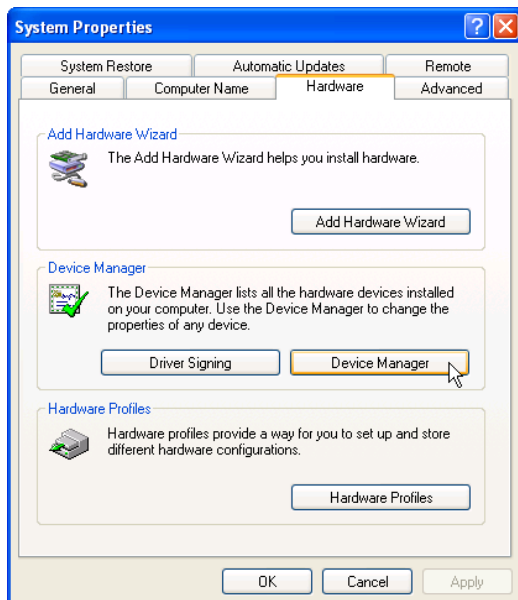 System Properties
System Restore
Automatic Updates
Remote
General
Computer Name
Hardware
Advanced
Add Hardware Wizard
The Add Hardware Wizard helps you install hardware.
Add Hardware Wizard
Device Manager
The Device Manager lists all the hardware devices installed
on your computer. Use the Device Manager to change the
properties of any device.
Driver Signing
Device Manager
Hardware Profiles
Hardware profiles provide a way for you to set up and store
different hardware configurations.
Hardware Profiles
OK
Cancel
Apply